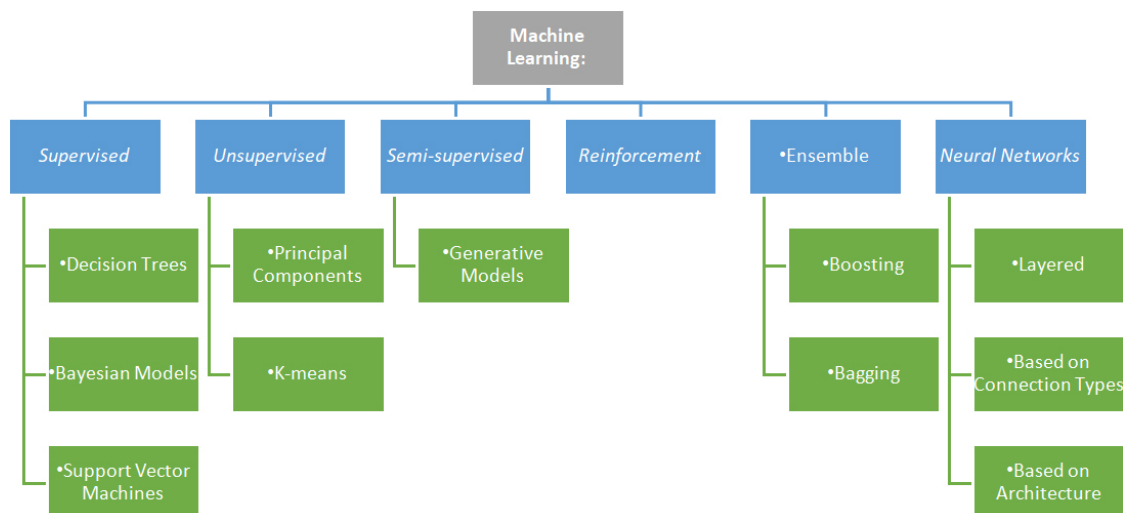 Machine
Learning:
Supervised
Unsupervised
Semi-supervised
Reinforcement
•Ensemble
Neural Networks
•Decision Trees
•Principal
Components
•Generative
Models
•Boosting
•Layered
•Bayesian Models
•K-means
•Bagging
•Based on
Connection Types
•Support Vector
Machines
•Based on
Architecture